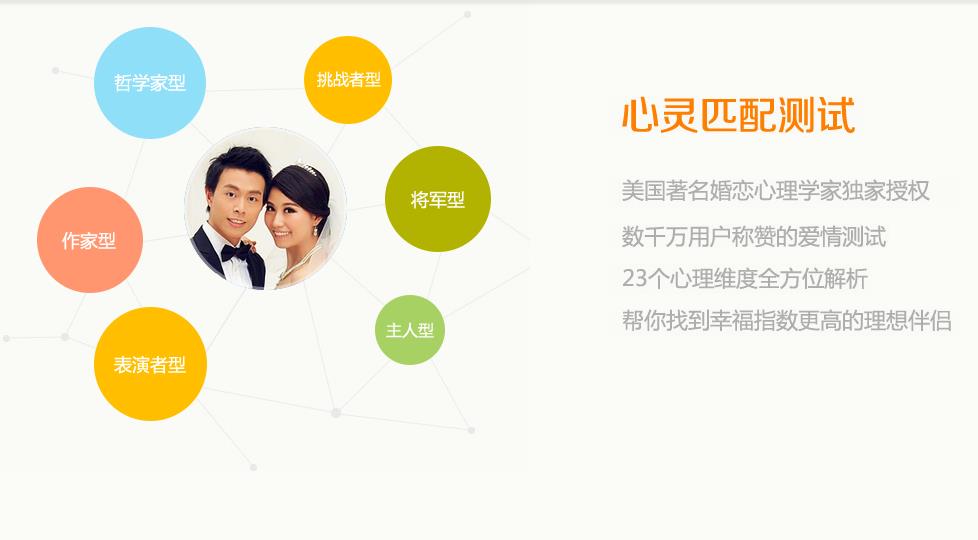 哲学家型
挑战者型
将军型
作家型
主人型
表演者型
心灵匹配测试
美国著名婚恋心理学家独家授权
数千万用户称赞的爱情测试
23个心理维度全方位解析
帮你找到幸福指数更高的理想伴侣